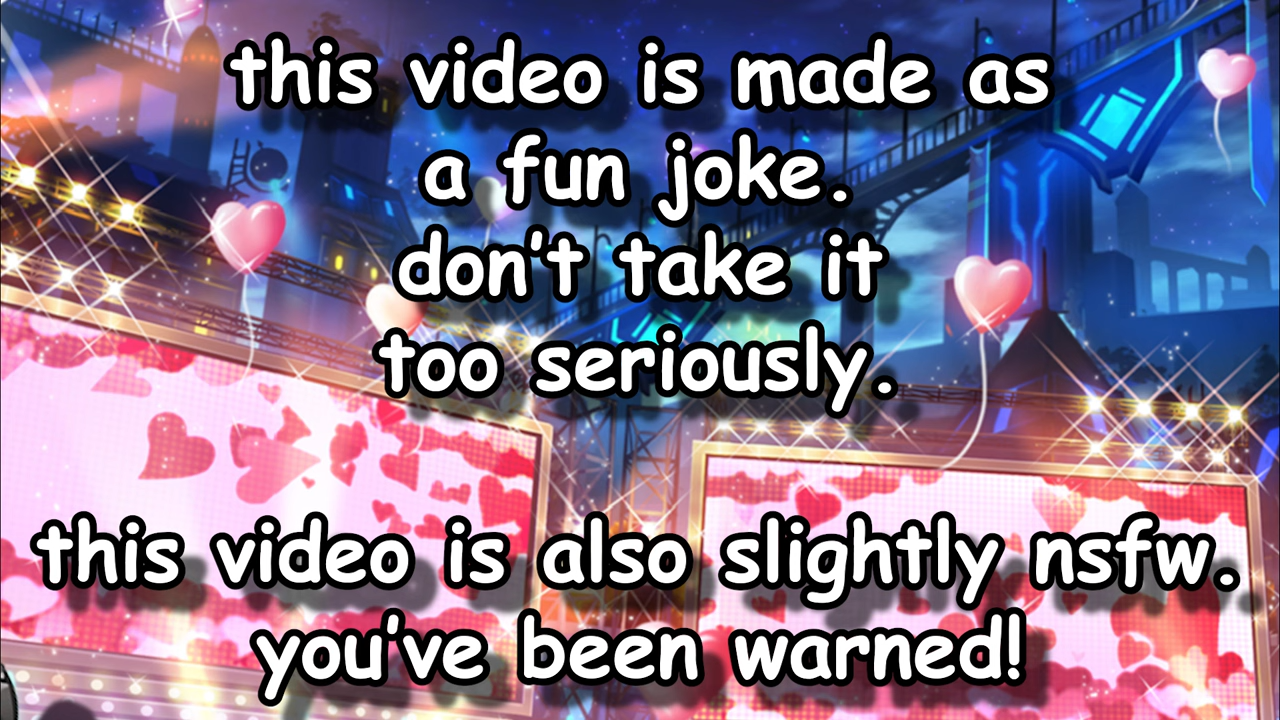 this video is made as
a fun joke.
don't take it
too seriously.
this video is also slightly nsfw.
you've been warned!